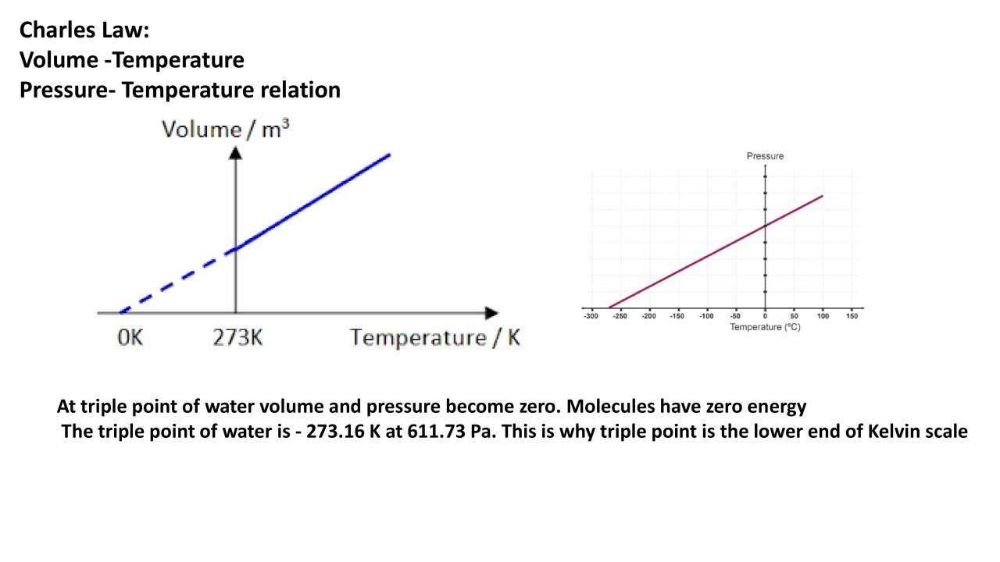 Charles Law:
Volume -Temperature
Pressure- Temperature relation
Volume / m³
0K
273K
Temperature / K
Pressure
-300 -250 -200 -150 -100 -50 0 50 100 150
Temperature (ºC)
At triple point of water volume and pressure become zero. Molecules have zero energy
The triple point of water is - 273.16 K at 611.73 Pa. This is why triple point is the lower end of Kelvin scale